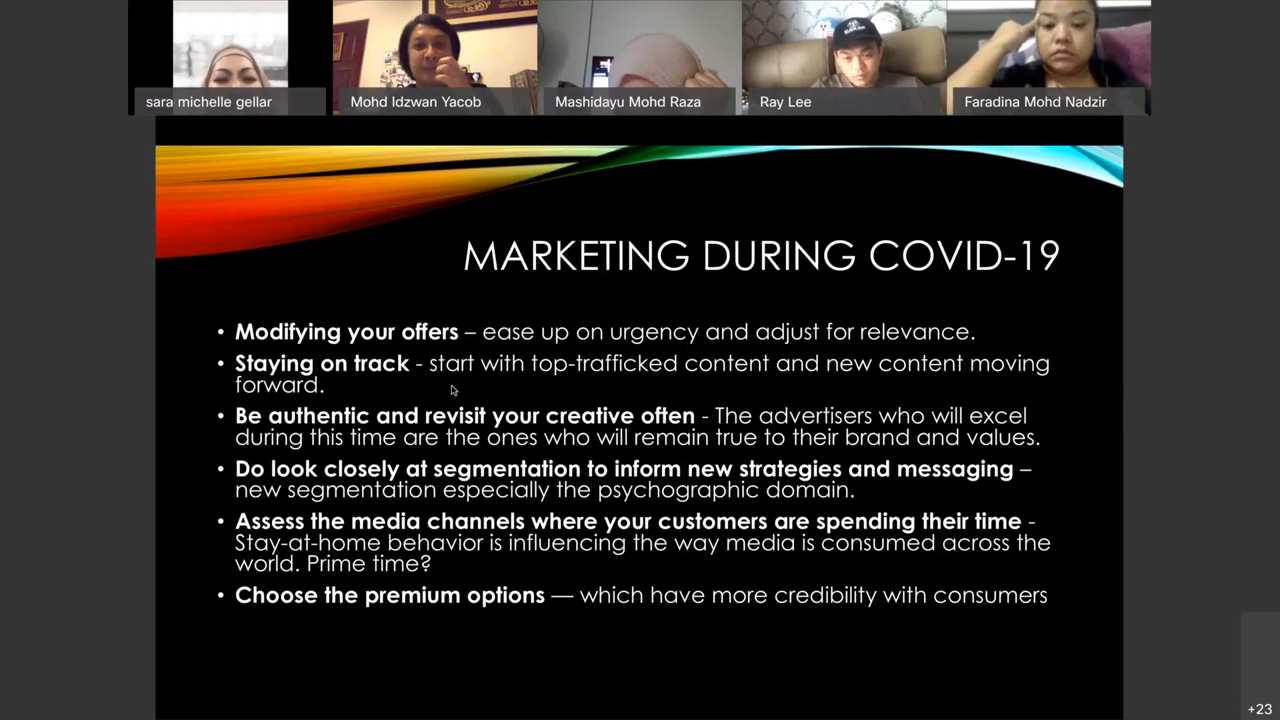 sara michelle gellar
Mohd Idzwan Yacob
Mashidayu Mohd Raza
Ray Lee
Faradina Mohd Nadzir
MARKETING DURING COVID-19
• Modifying your offers – ease up on urgency and adjust for relevance.
• Staying on track - start with top-trafficked content and new content moving
forward.
• Be authentic and revisit your creative often - The advertisers who will excel
during this time are the ones who will remain true to their brand and values.
• Do look closely at segmentation to inform new strategies and messaging –
new segmentation especially the psychographic domain.
• Assess the media channels where your customers are spending their time -
Stay-at-home behavior is influencing the way media is consumed across the
world. Prime time?
• Choose the premium options — which have more credibility with consumers
+23